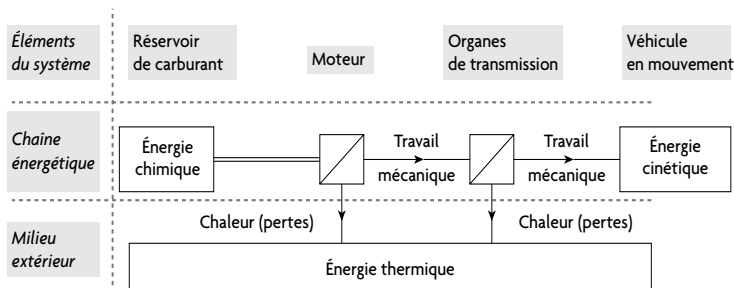 Éléments
du système
Réservoir
de carburant
Moteur
Organes
de transmission
Véhicule
en mouvement
Chaîne
énergétique
Énergie
chimique
Travail
mécanique
Travail
mécanique
Énergie
cinétique
Milieu
extérieur
Chaleur (pertes)
Chaleur (pertes)
Énergie thermique